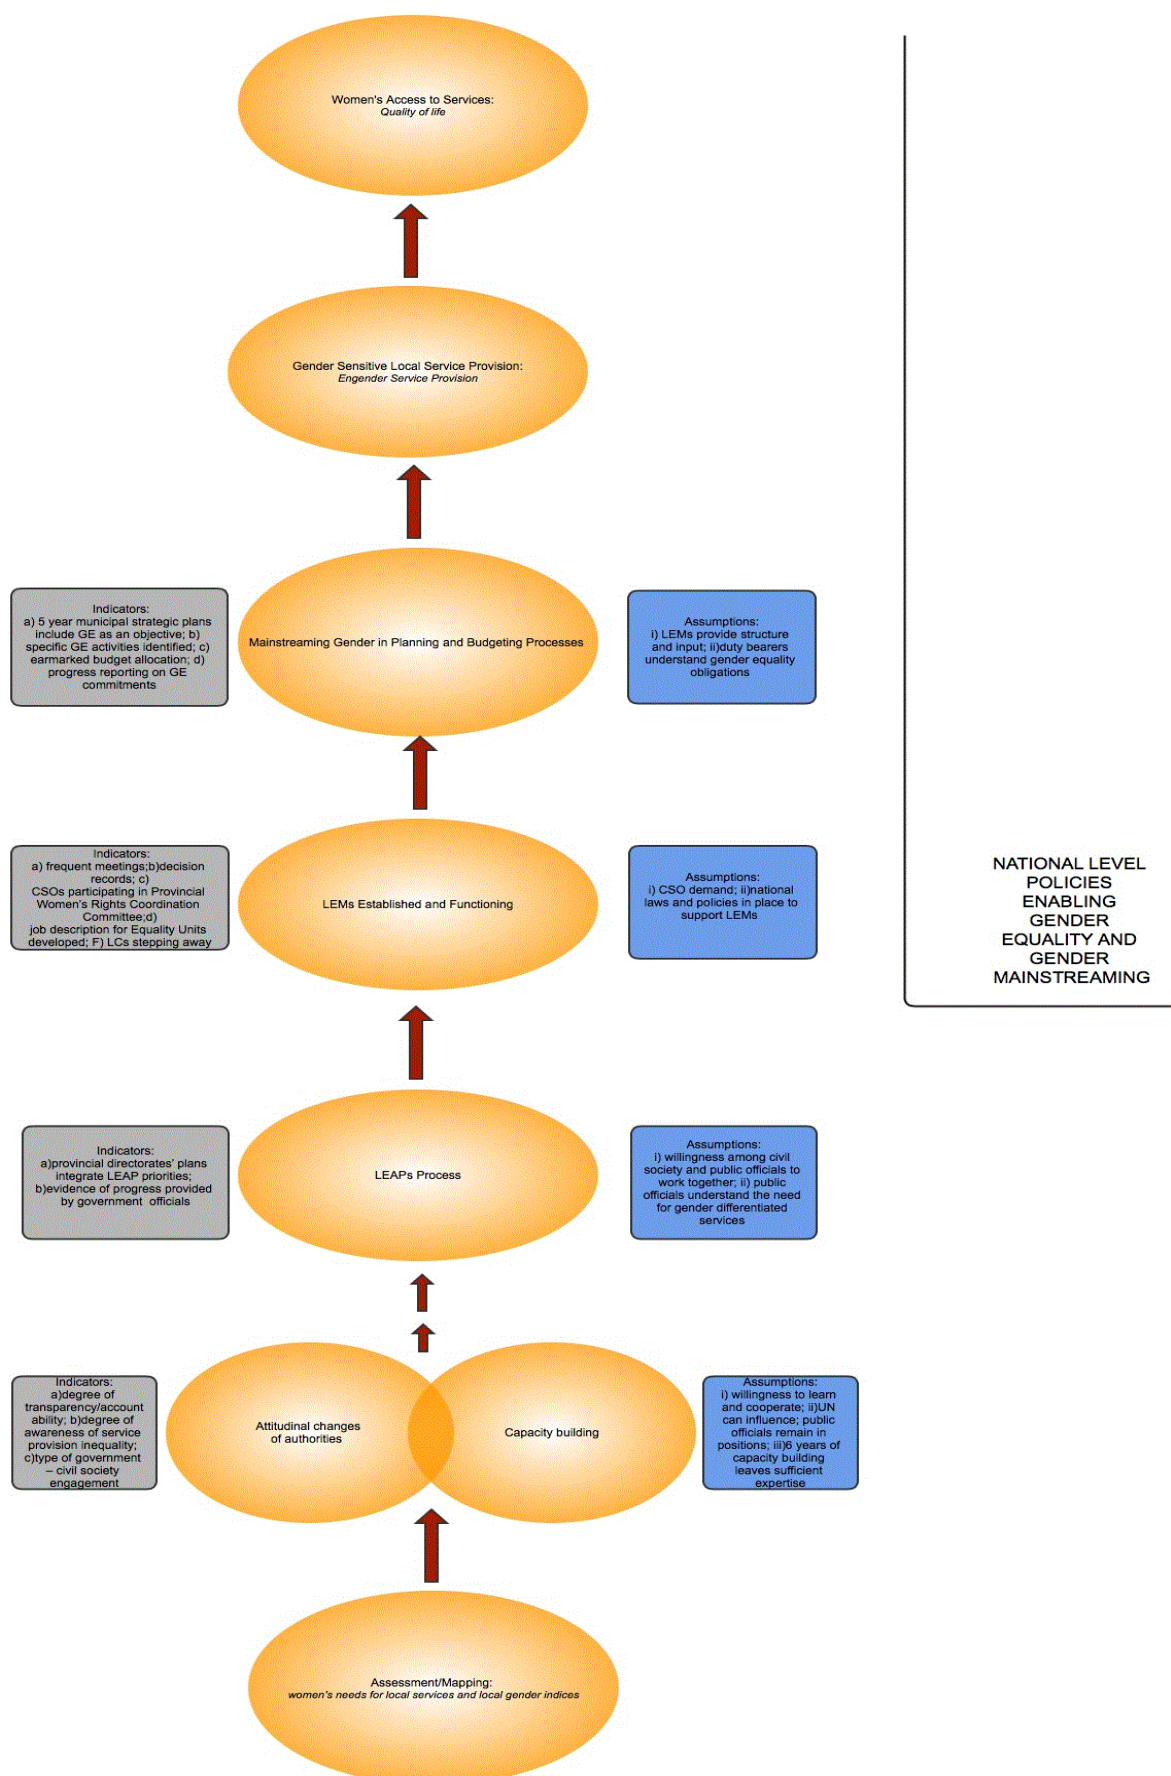 Women's Access to Services:
Quality of life
Gender Sensitive Local Service Provision:
Engender Service Provision
Indicators:
a) 5 year municipal strategic plans
include GE as an objective; b)
specific GE activities identified; c)
earmarked budget allocation; d)
progress reporting on GE
commitments
Mainstreaming Gender in Planning and Budgeting Processes
Assumptions:
i) LEMs provide structure
and input; ii)duty bearers
understand gender equality
obligations
Indicators:
a) frequent meetings;b)decision
records; c)
CSOs participating in Provincial
Women's Rights Coordination
Committee;d)
job description for Equality Units
developed; F) LCs stepping away
LEMs Established and Functioning
Assumptions:
i) CSO demand; ii)national
laws and policies in place to
support LEMs
NATIONAL LEVEL
POLICIES
ENABLING
GENDER
EQUALITY AND
GENDER
MAINSTREAMING
Indicators:
a)provincial directorates' plans
integrate LEAP priorities;
b)evidence of progress provided
by government officials
LEAPs Process
Assumptions:
i) willingness among civil
society and public officials to
work together; ii) public
officials understand the need
for gender differentiated
services
Indicators:
a)degree of
transparency/account
ability; b)degree of
awareness of service
provision inequality;
c)type of government
– civil society
engagement
Attitudinal changes
of authorities
Capacity building
Assumptions:
i) willingness to learn
and cooperate; ii)UN
can influence; public
officials remain in
positions; iii)6 years of
capacity building
leaves sufficient
expertise
Assessment/Mapping:
women's needs for local services and local gender indices